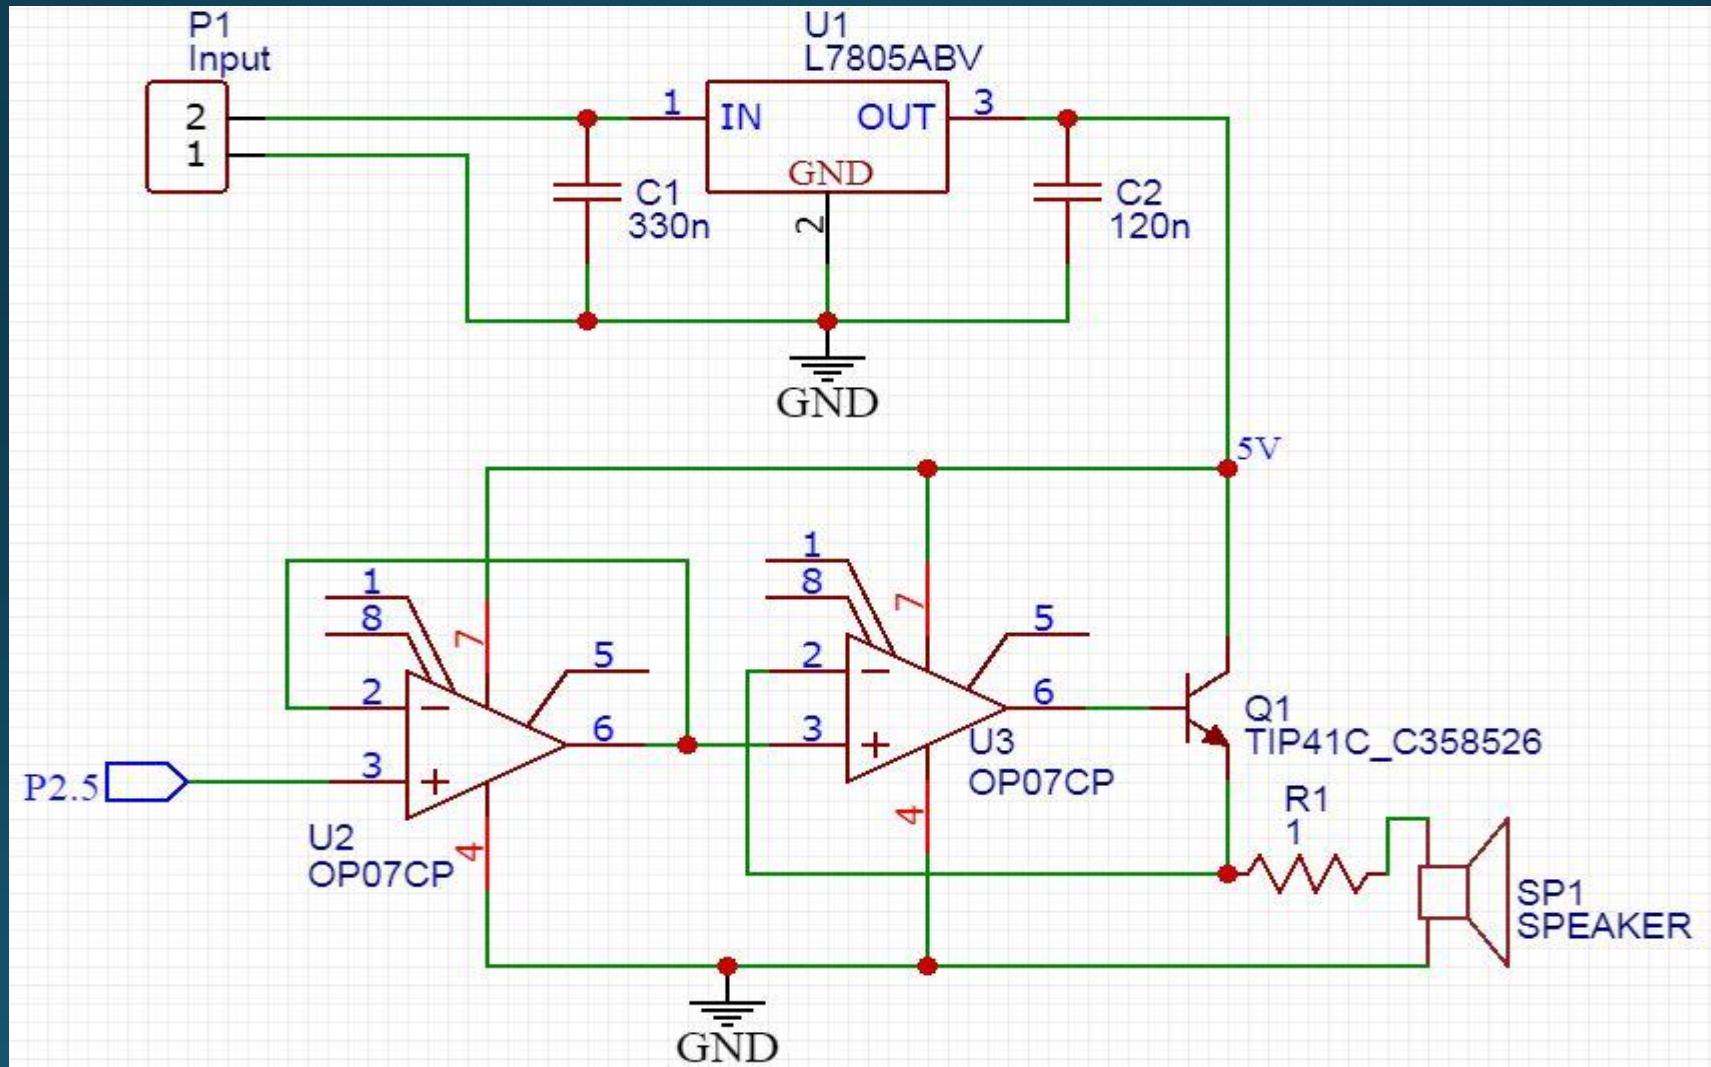 P1
Input
2
1
U1
L7805ABV
1
IN
OUT
3
GND
2
C1
330n
C2
120n
GND
5V
1
8
7
5
2
6
3
P2.5
4
U2
OP07CP
1
8
7
5
2
6
3
4
U3
OP07CP
Q1
TIP41C_C358526
R1
1
SP1
SPEAKER
GND